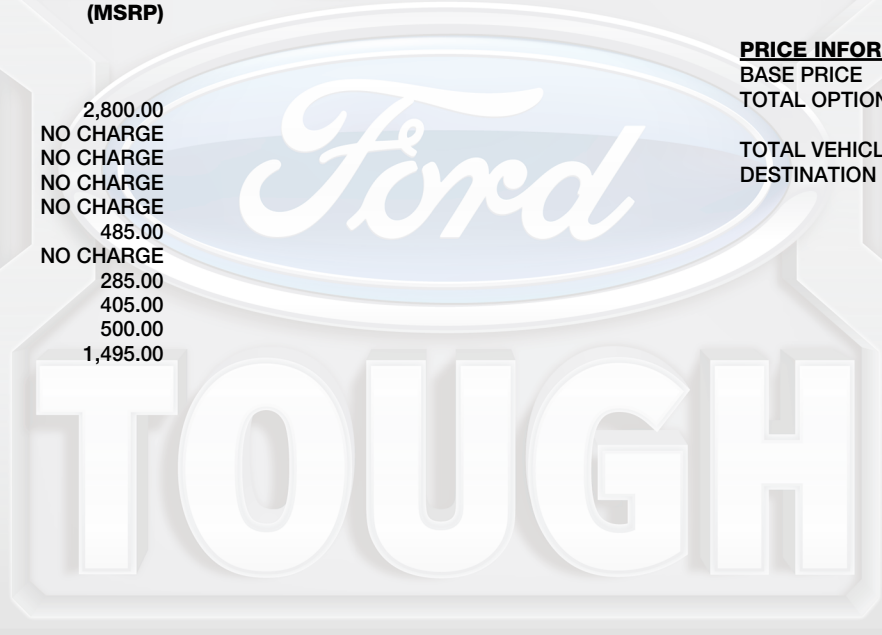 (MSRP)
2,800.00
NO CHARGE
NO CHARGE
NO CHARGE
NO CHARGE
485.00
NO CHARGE
285.00
405.00
500.00
1,495.00
PRICE INFOR
BASE PRICE
TOTAL OPTION
TOTAL VEHICL
DESTINATION
Ford
TOUGH